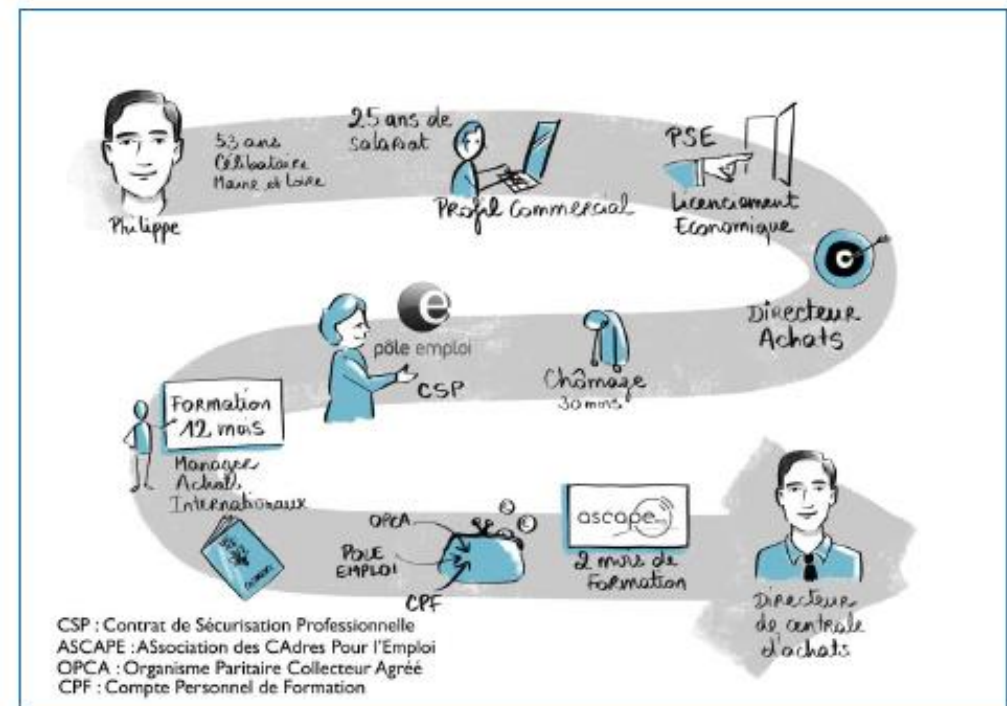 Philippe
53 ans
Célibataire
Maine et Loire
25 ans de
salariat
Profil Commercial
PSE
Licenciement
Economique
Directeur
Achats
Chômage
30 mois
e
pôle emploi
CSP
Formation
12 mois
Manager
Achats
Internationaux
OPCA
POLE
EMPLOI
CPF
ascape
2 mois de
Formation
Directeur
de centrale
d'achats
CSP : Contrat de Sécurisation Professionnelle
ASCAPE : ASsociation des CAdres Pour l'Emploi
OPCA : Organisme Paritaire Collecteur Agréé
CPF : Compte Personnel de Formation